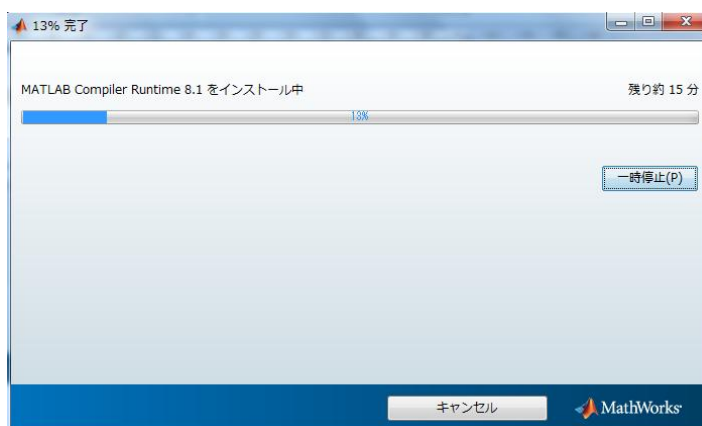 13% 完了
MATLAB Compiler Runtime 8.1 をインストール中 残り約 15 分
13%
一時停止(P)
キャンセル
MathWorks